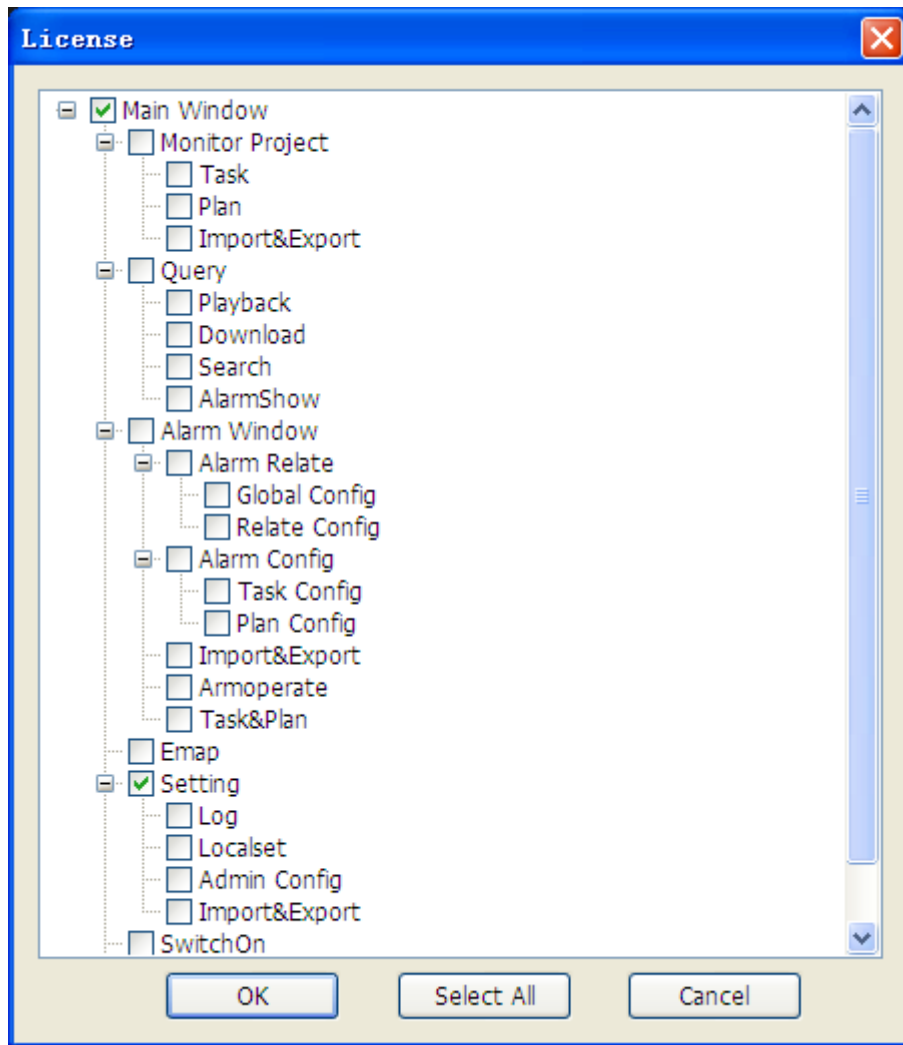 License
Main Window
Monitor Project
Task
Plan
Import&Export
Query
Playback
Download
Search
AlarmShow
Alarm Window
Alarm Relate
Global Config
Relate Config
Alarm Config
Task Config
Plan Config
Import&Export
Armoperate
Task&Plan
Emap
Setting
Log
Localset
Admin Config
Import&Export
SwitchOn
OK Select All Cancel